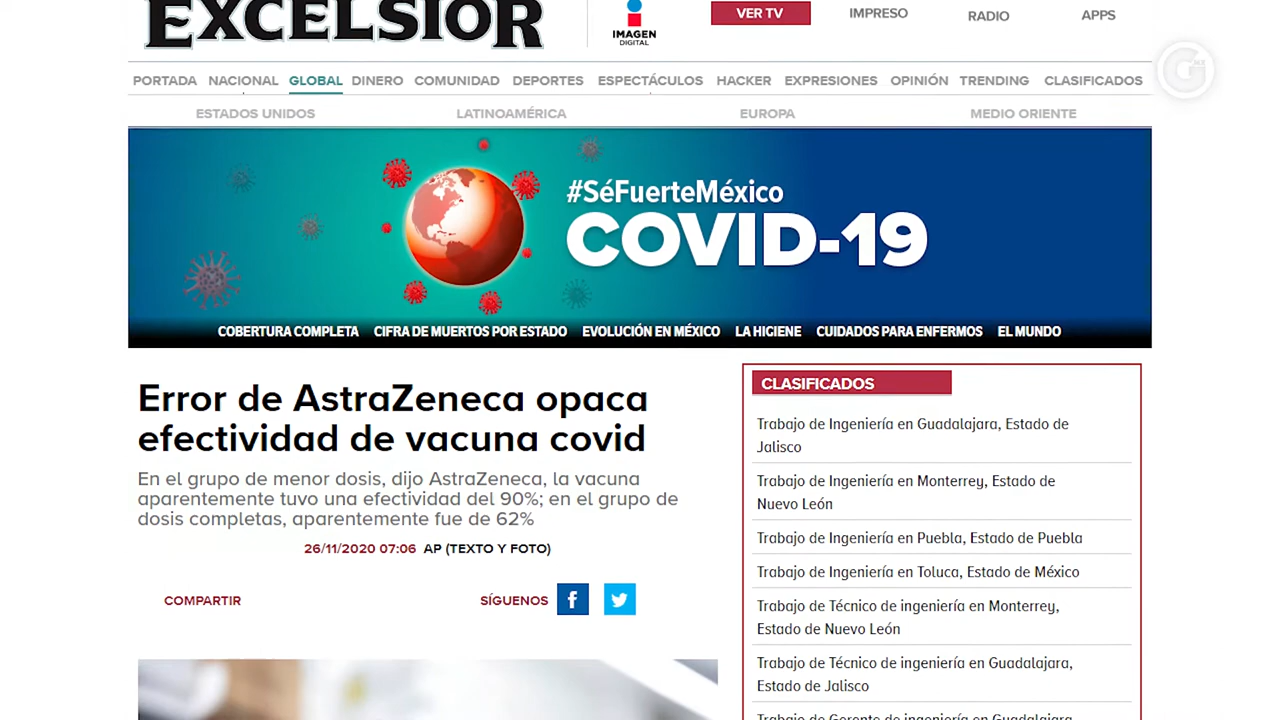 EXCELSIOR
IMAGEN
DIGITAL
VER TV
IMPRESO
RADIO
APPS
PORTADA NACIONAL GLOBAL DINERO COMUNIDAD DEPORTES ESPECTÁCULOS HACKER EXPRESIONES OPINIÓN TRENDING CLASIFICADOS
ESTADOS UNIDOS LATINOAMÉRICA EUROPA MEDIO ORIENTE
#SéFuerteMéxico
COVID-19
COBERTURA COMPLETA CIFRA DE MUERTOS POR ESTADO EVOLUCIÓN EN MÉXICO LA HIGIENE CUIDADOS PARA ENFERMOS EL MUNDO
Error de AstraZeneca opaca
efectividad de vacuna covid
En el grupo de menor dosis, dijo AstraZeneca, la vacuna
aparentemente tuvo una efectividad del 90%; en el grupo de
dosis completas, aparentemente fue de 62%
26/11/2020 07:06 AP (TEXTO Y FOTO)
COMPARTIR
SÍGUENOS
CLASIFICADOS
Trabajo de Ingeniería en Guadalajara, Estado de
Jalisco
Trabajo de Ingeniería en Monterrey, Estado de
Nuevo León
Trabajo de Ingeniería en Puebla, Estado de Puebla
Trabajo de Ingeniería en Toluca, Estado de México
Trabajo de Técnico de ingeniería en Monterrey,
Estado de Nuevo León
Trabajo de Técnico de ingeniería en Guadalajara,
Estado de Jalisco
Trabajo de Gerente de ingeniería en Guadalajara